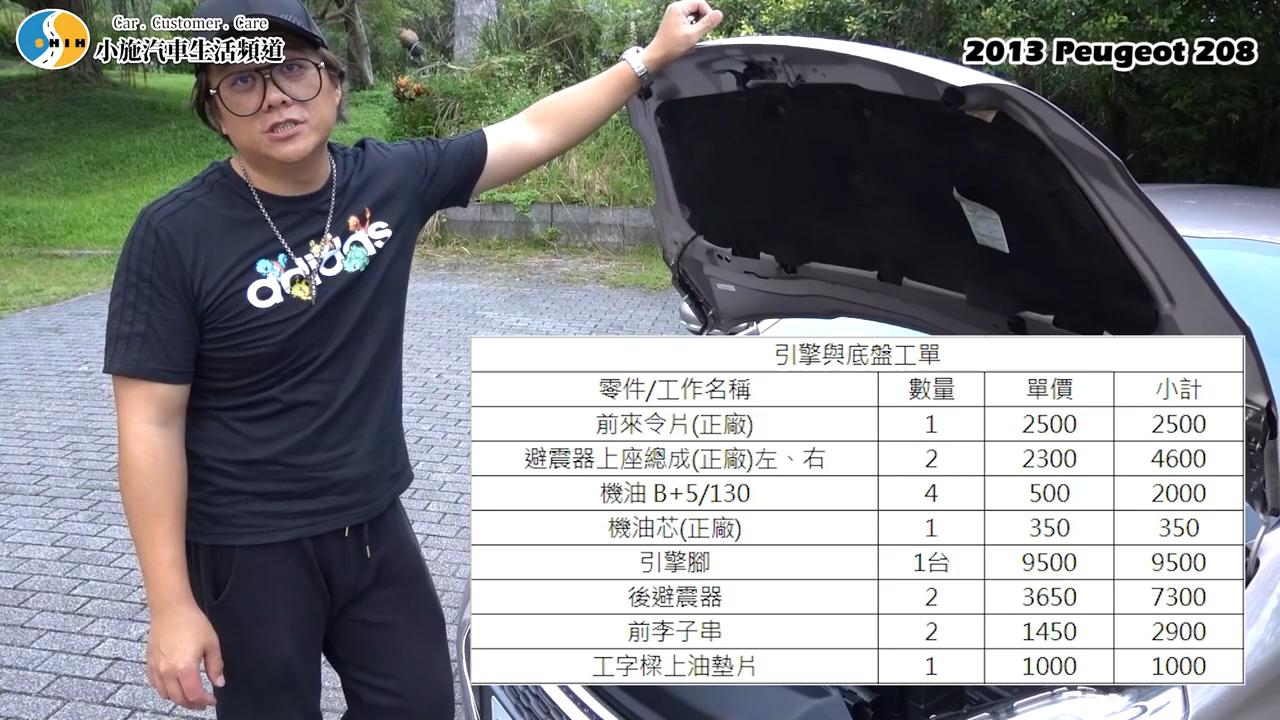 SHIH
Car. Customer. Care
小施汽車生活頻道
2013 Peugeot 208
adidas
引擎與底盤工單
零件/工作名稱 數量 單價 小計
前來令片(正廠) 1 2500 2500
避震器上座總成(正廠)左、右 2 2300 4600
機油 B+5/130 4 500 2000
機油芯(正廠) 1 350 350
引擎腳 1台 9500 9500
後避震器 2 3650 7300
前李子串 2 1450 2900
工字樑上油墊片 1 1000 1000